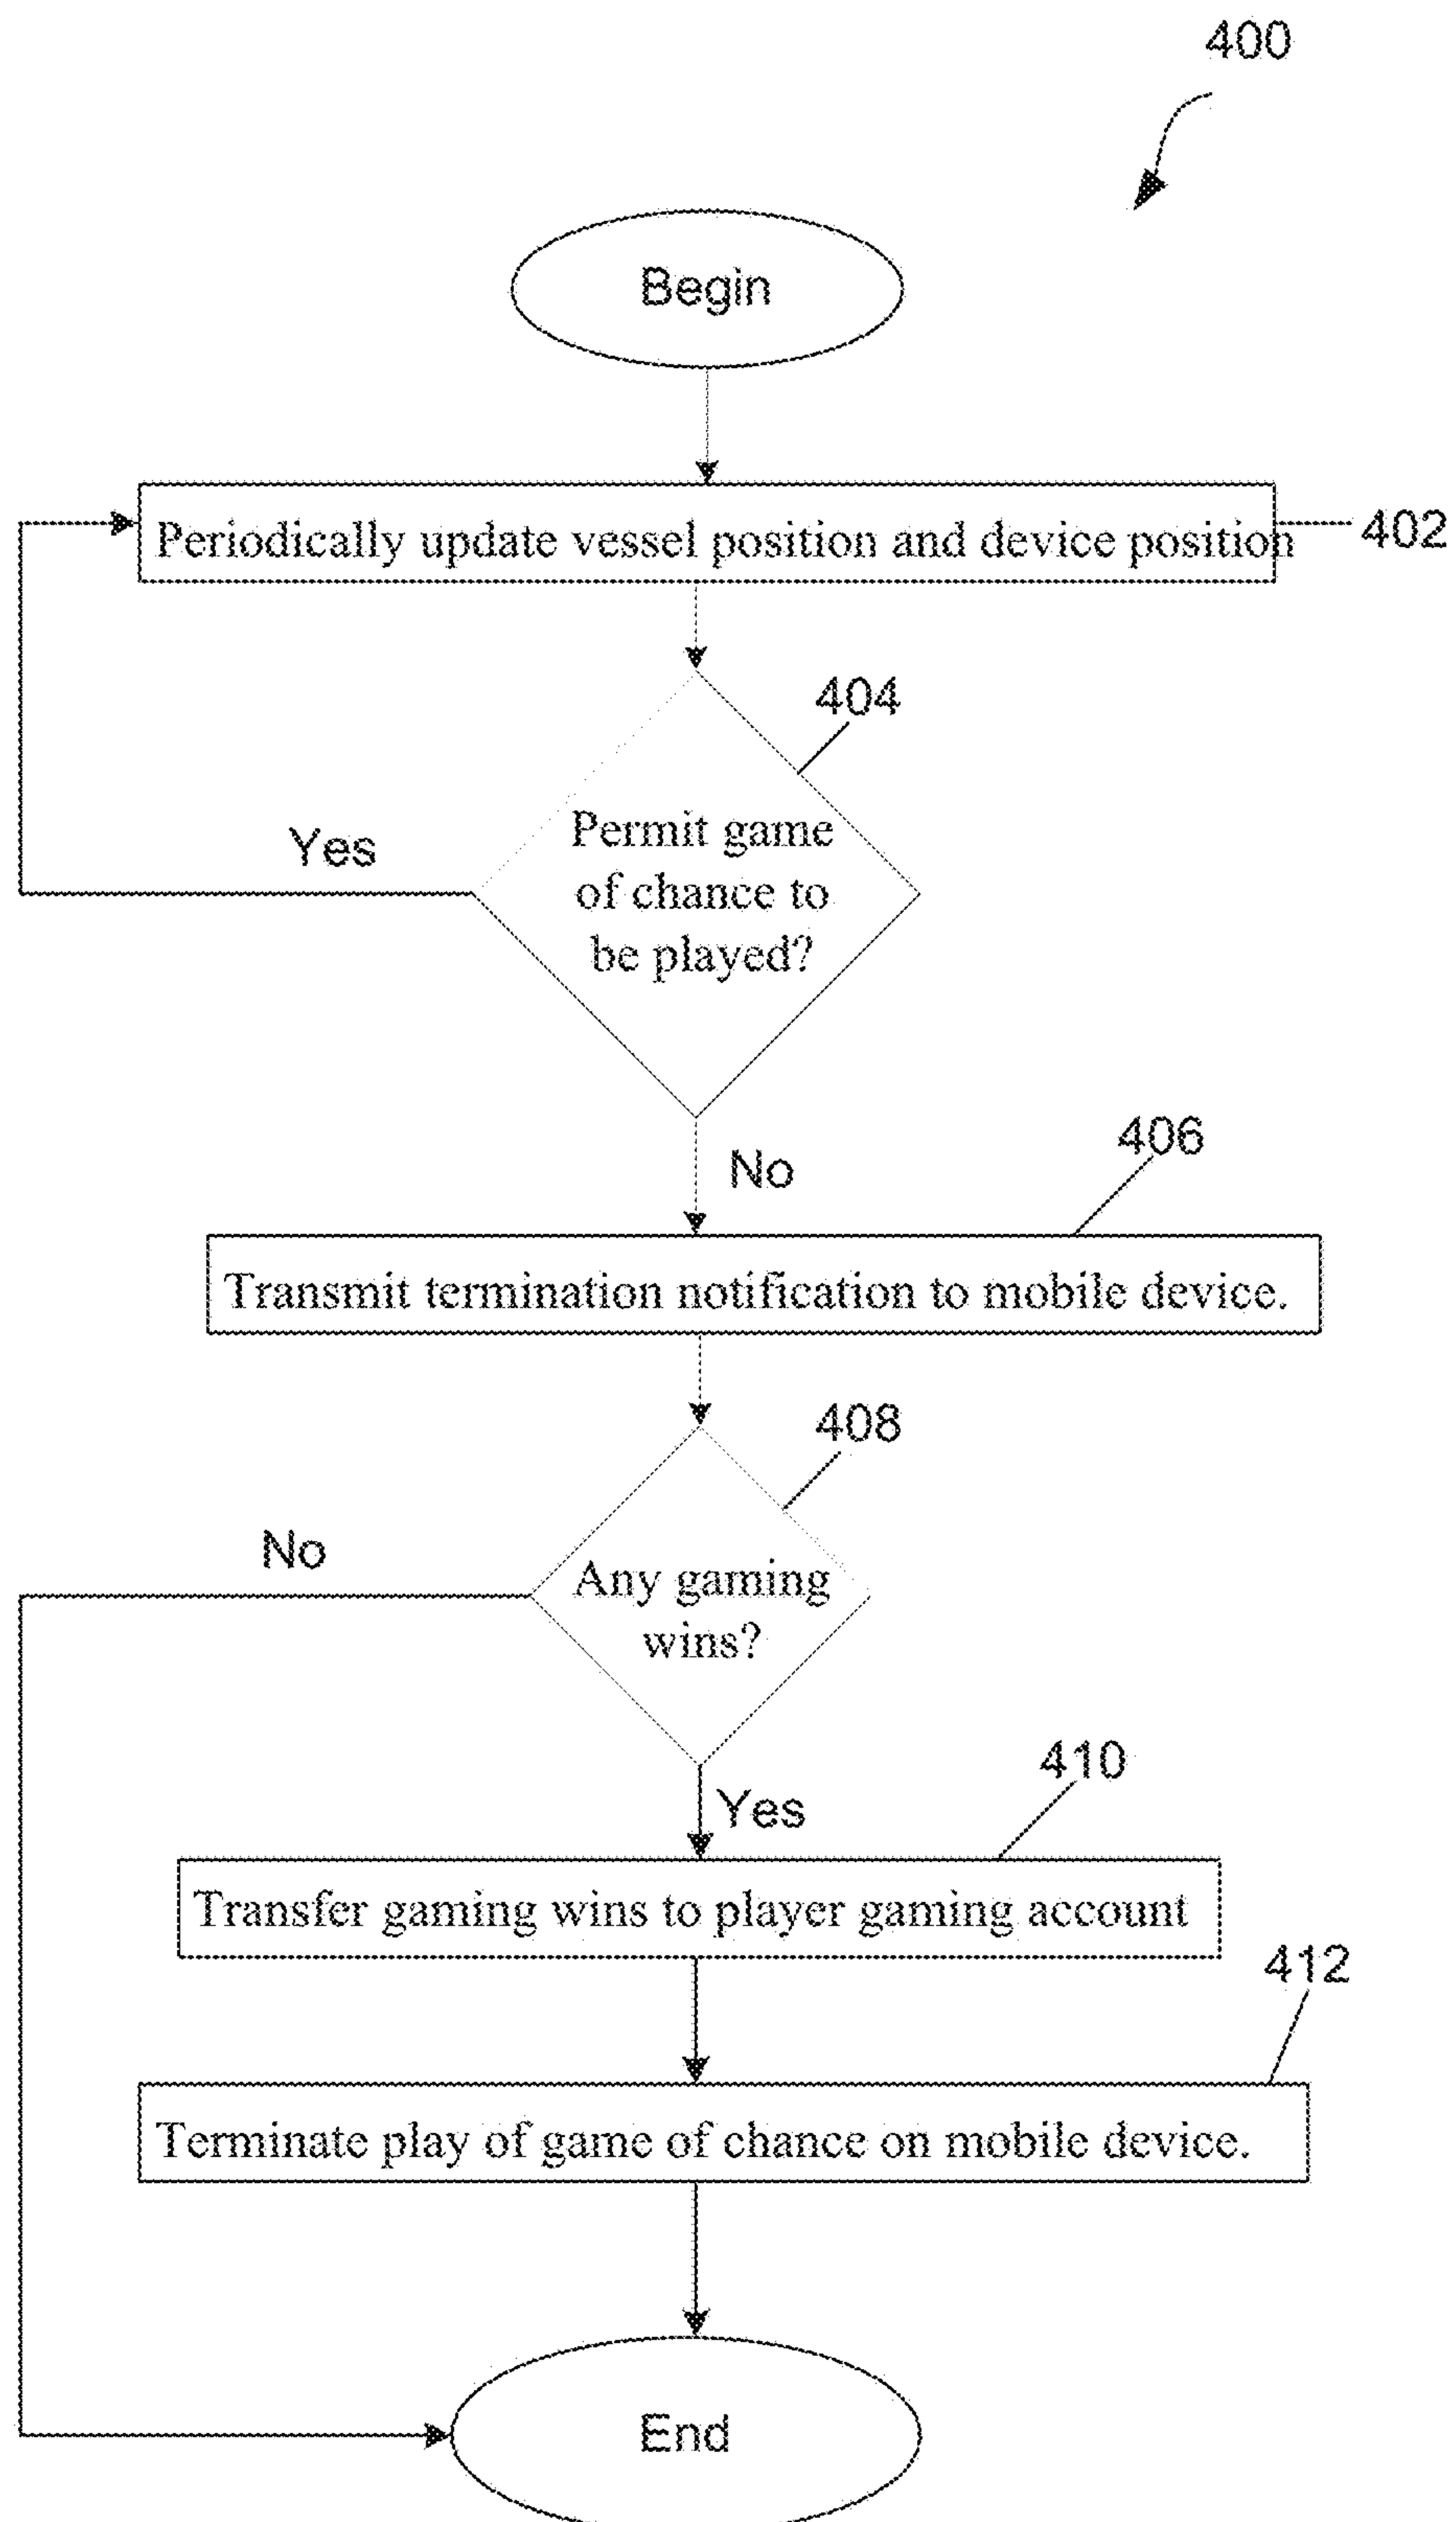 400
Begin
Periodically update vessel position and device position
402
404
Permit game
of chance to
be played?
Yes
No
406
Transmit termination notification to mobile device.
408
No
Any gaming
wins?
Yes
410
Transfer gaming wins to player gaming account
412
Terminate play of game of chance on mobile device.
End